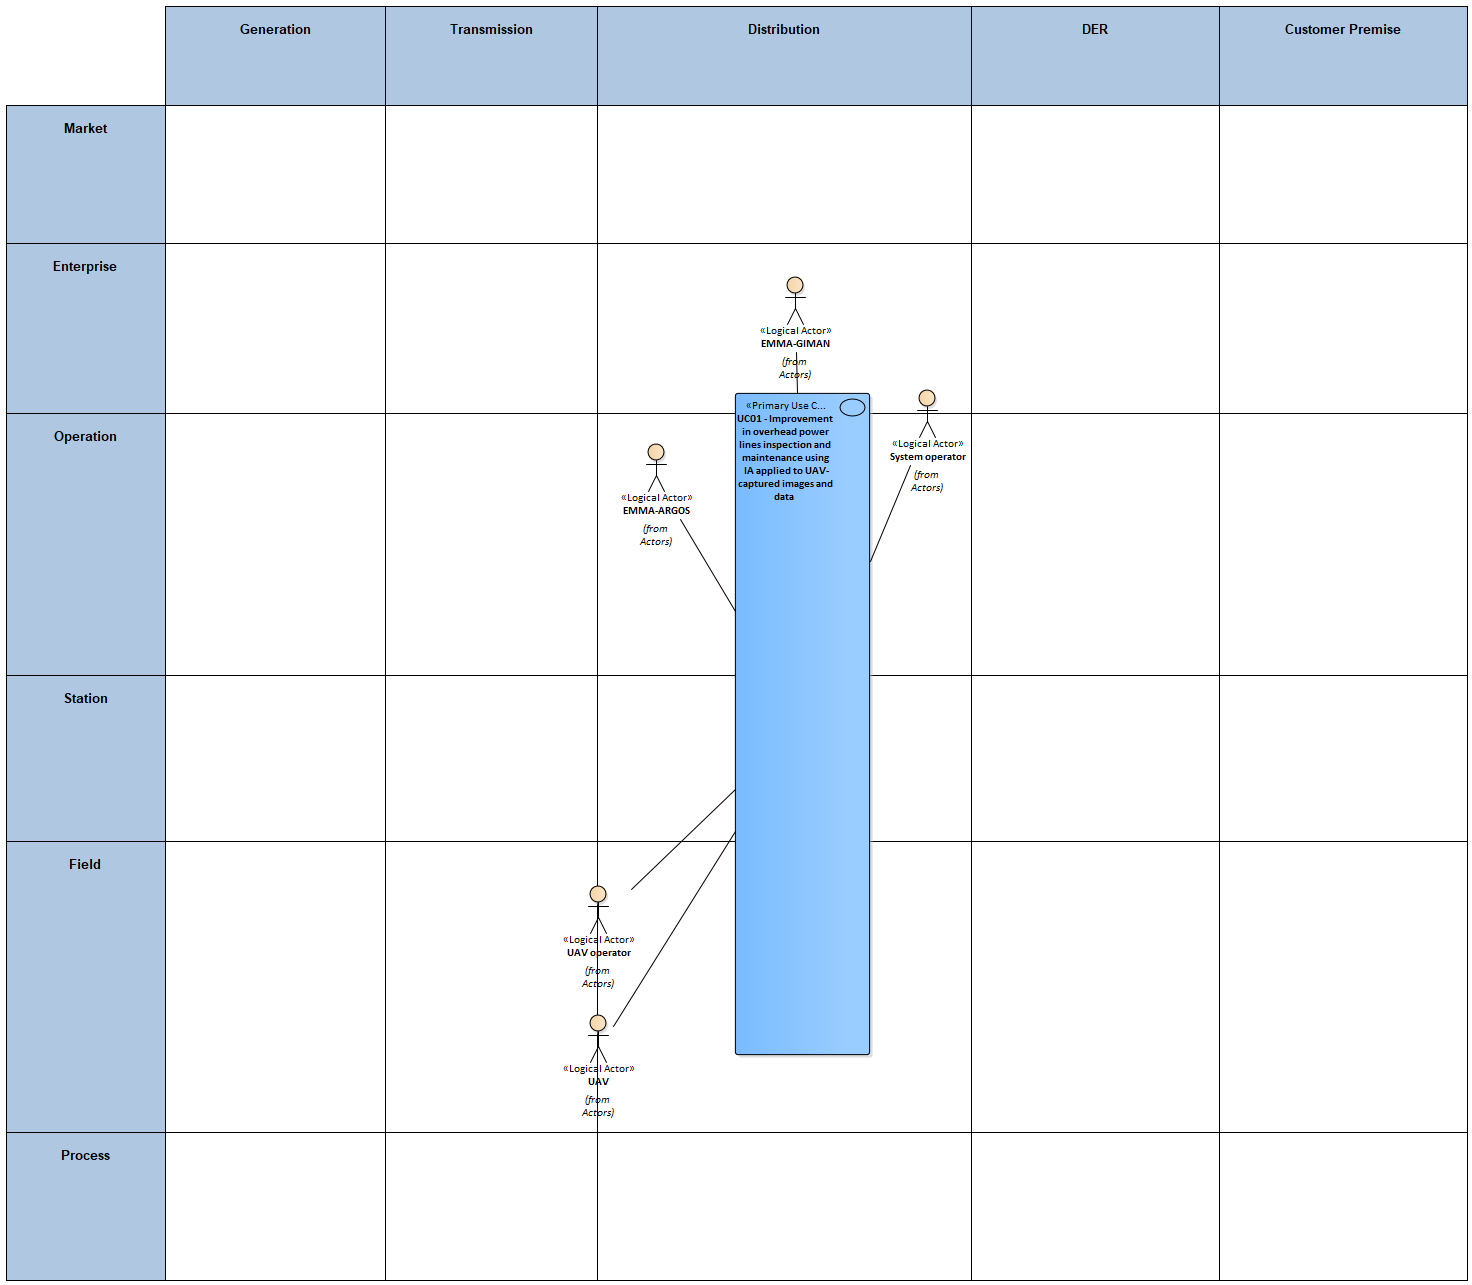 Generation
Transmission
Distribution
DER
Customer Premise
Market
Enterprise
«Logical Actor»
EMMA-GIMAN
(from
Actors)
«Primary Use C...
UC01 - Improvement
in overhead power
lines inspection and
maintenance using
IA applied to UAV-
captured images and
data
Operation
«Logical Actor»
System operator
(from
Actors)
«Logical Actor»
EMMA-ARGOS
(from
Actors)
Station
Field
«Logical Actor»
UAV operator
(from
Actors)
«Logical Actor»
UAV
(from
Actors)
Process